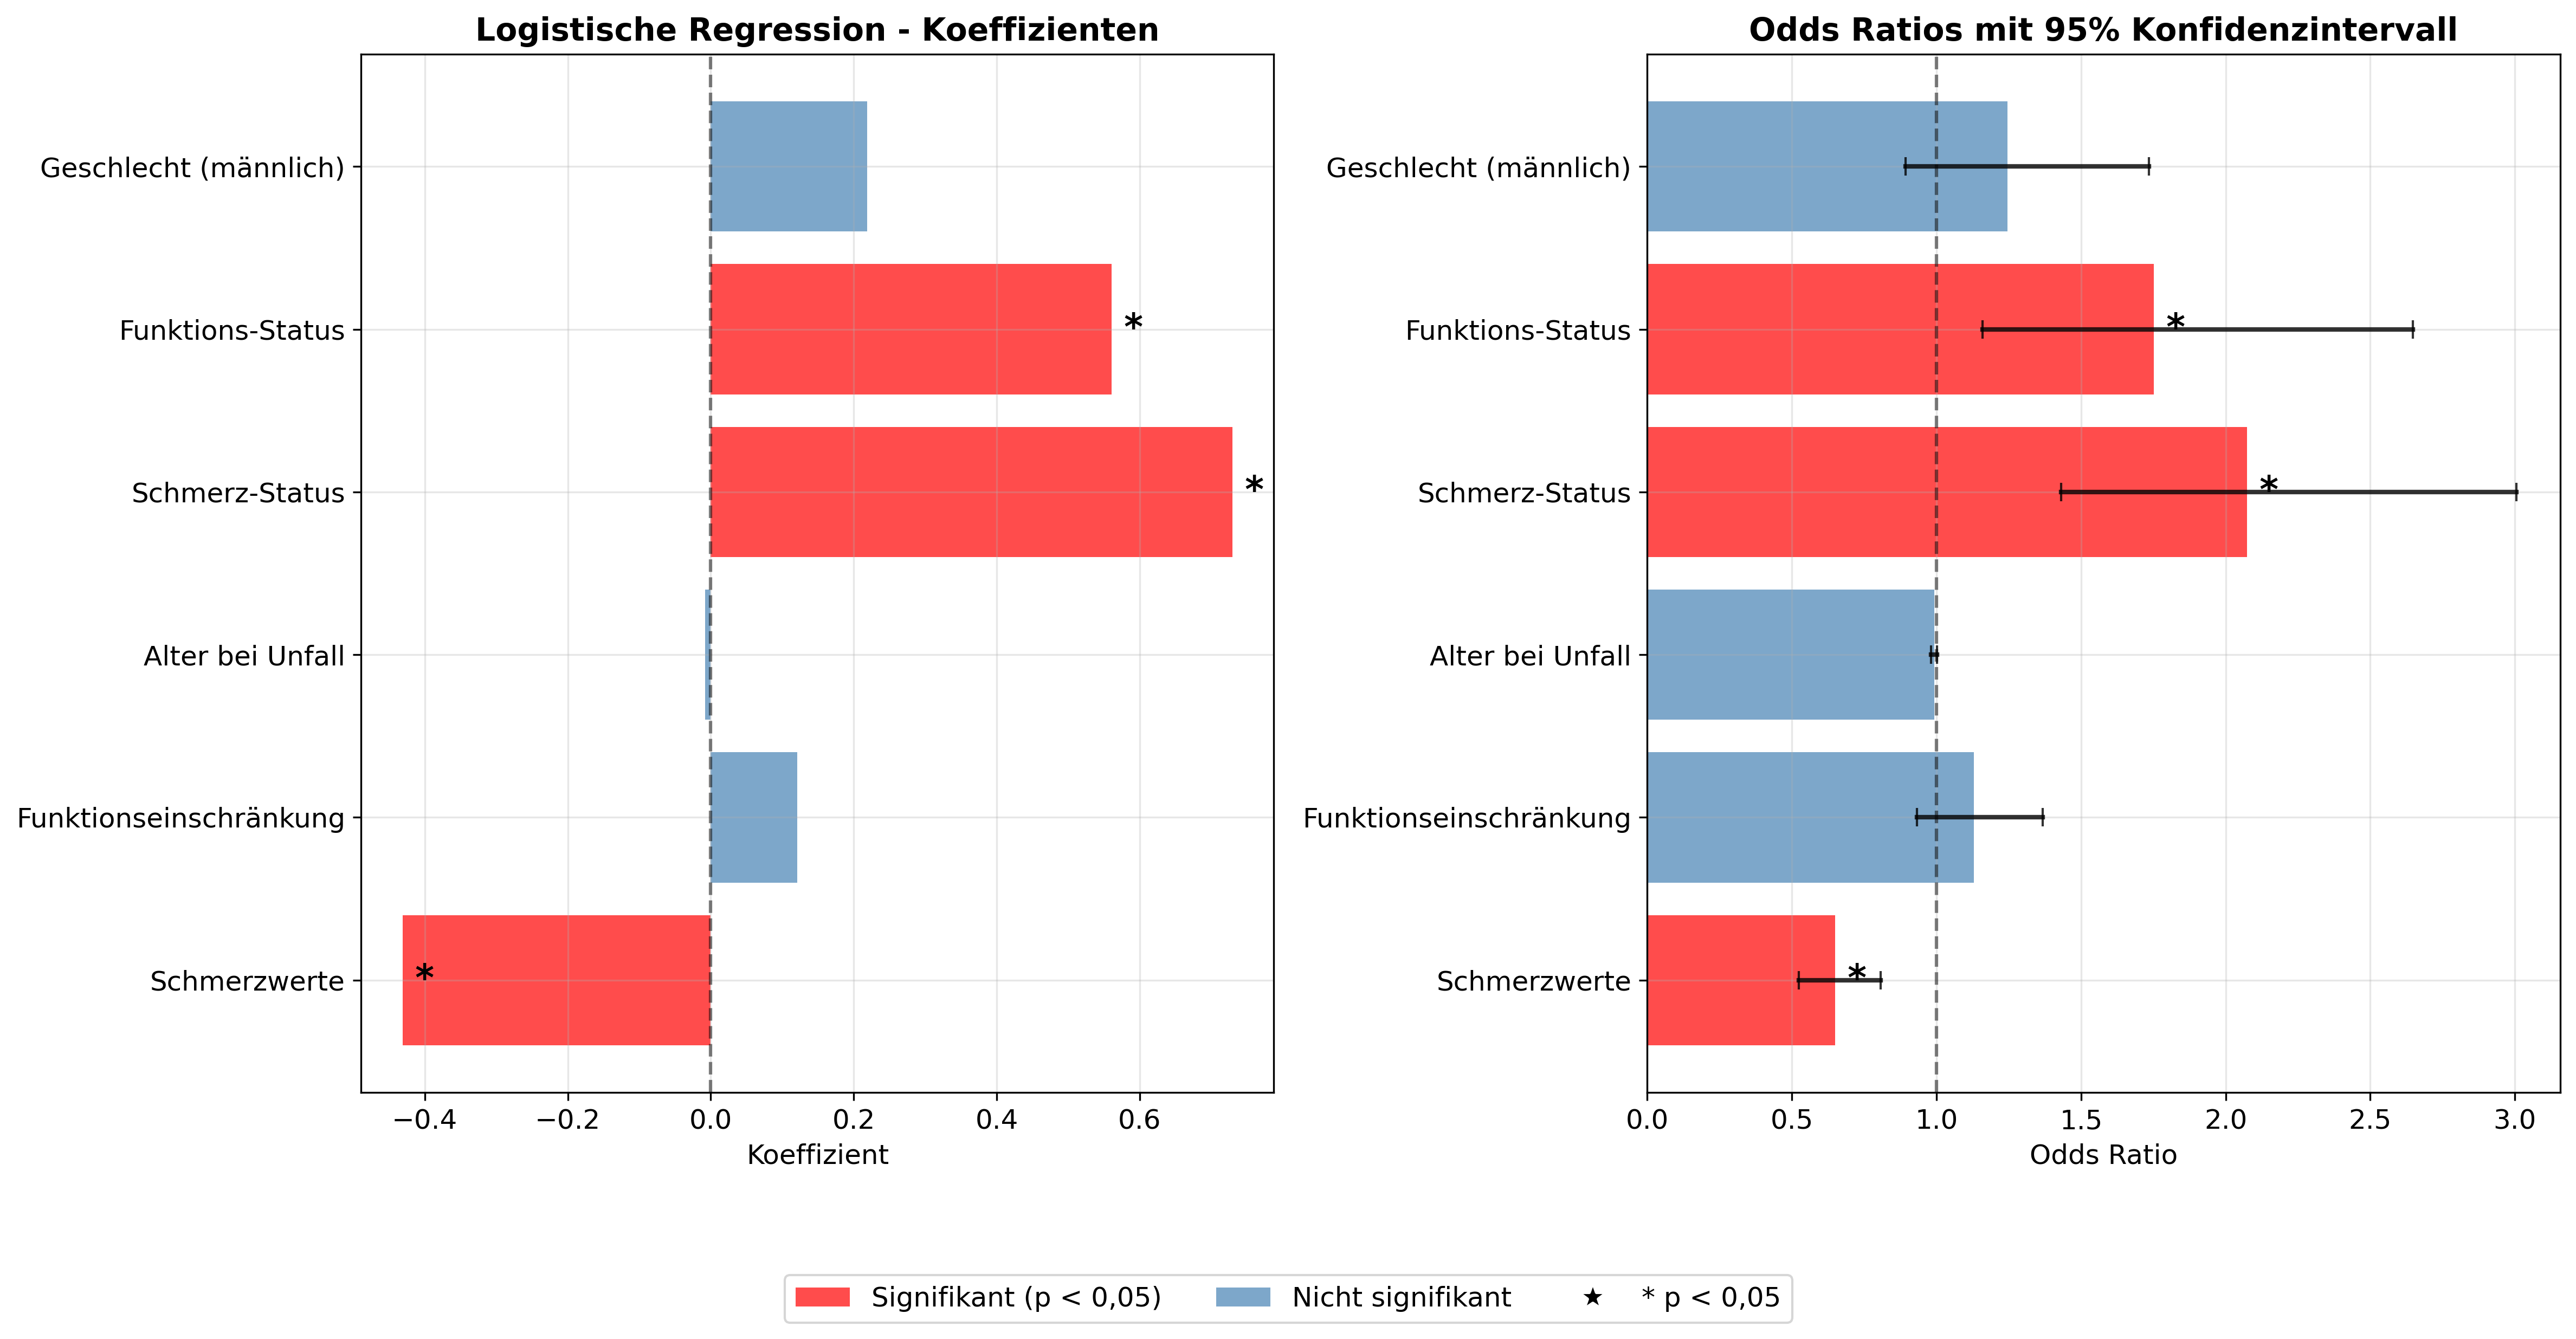 Logistische Regression - Koeffizienten
Geschlecht (männlich)
Funktions-Status
*
Schmerz-Status
*
Alter bei Unfall
Funktionseinschränkung
Schmerzwerte
*
−0.4 −0.2 0.0 0.2 0.4 0.6
Koeffizient
Odds Ratios mit 95% Konfidenzintervall
Geschlecht (männlich)
Funktions-Status
*
Schmerz-Status
*
Alter bei Unfall
Funktionseinschränkung
Schmerzwerte
*
0.0 0.5 1.0 1.5 2.0 2.5 3.0
Odds Ratio
Signifikant (p < 0,05) Nicht signifikant ★ * p < 0,05